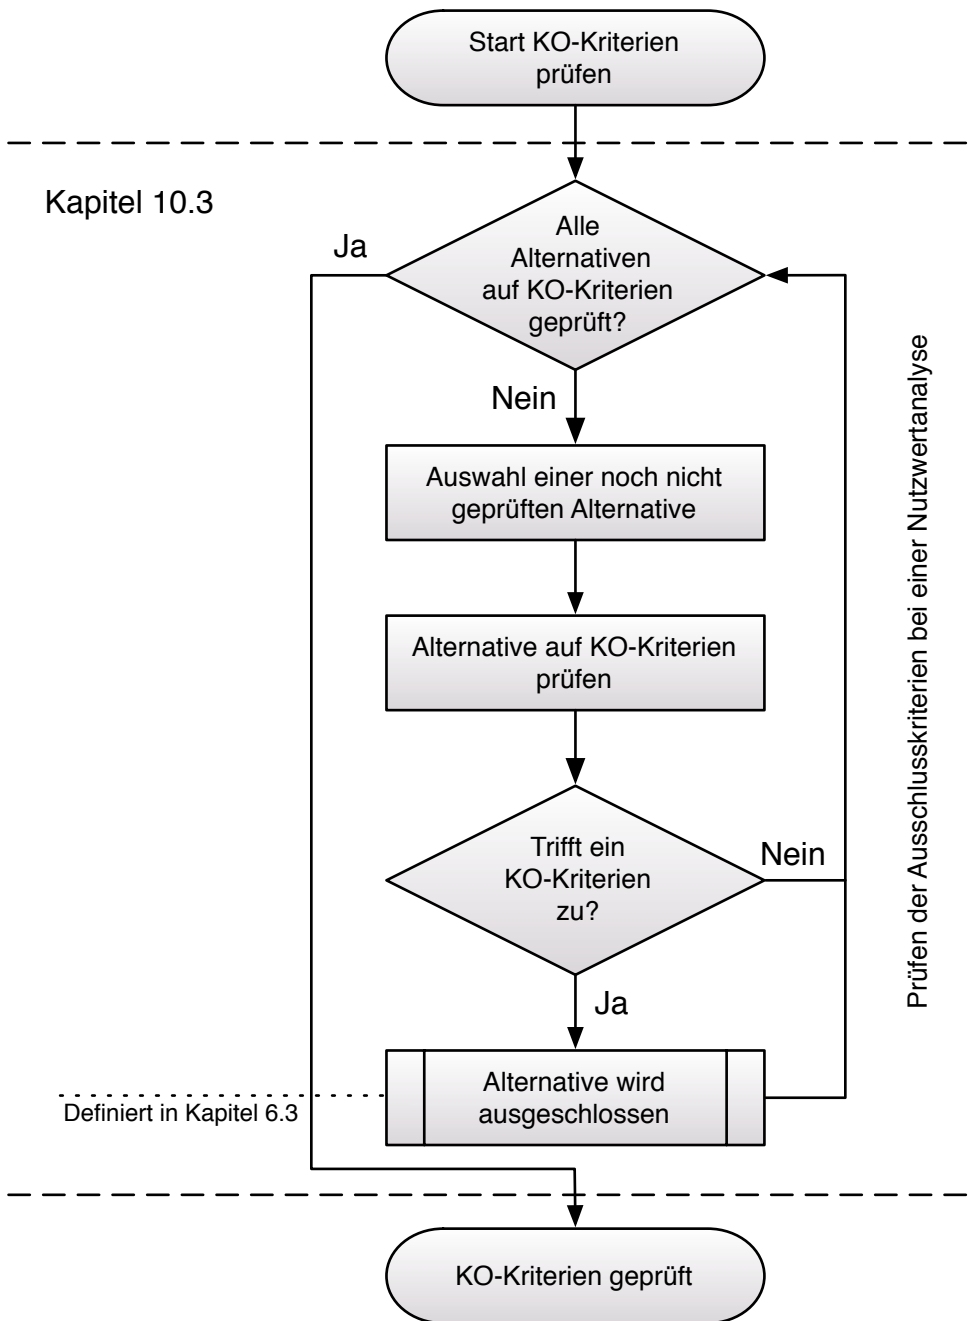 Start KO-Kriterien
prüfen
Kapitel 10.3
Ja
Alle
Alternativen
auf KO-Kriterien
geprüft?
Nein
Auswahl einer noch nicht
geprüften Alternative
Alternative auf KO-Kriterien
prüfen
Trifft ein
KO-Kriterien
zu?
Nein
Ja
Alternative wird
ausgeschlossen
Definiert in Kapitel 6.3
KO-Kriterien geprüft
Prüfen der Ausschlusskriterien bei einer Nutzwertanalyse